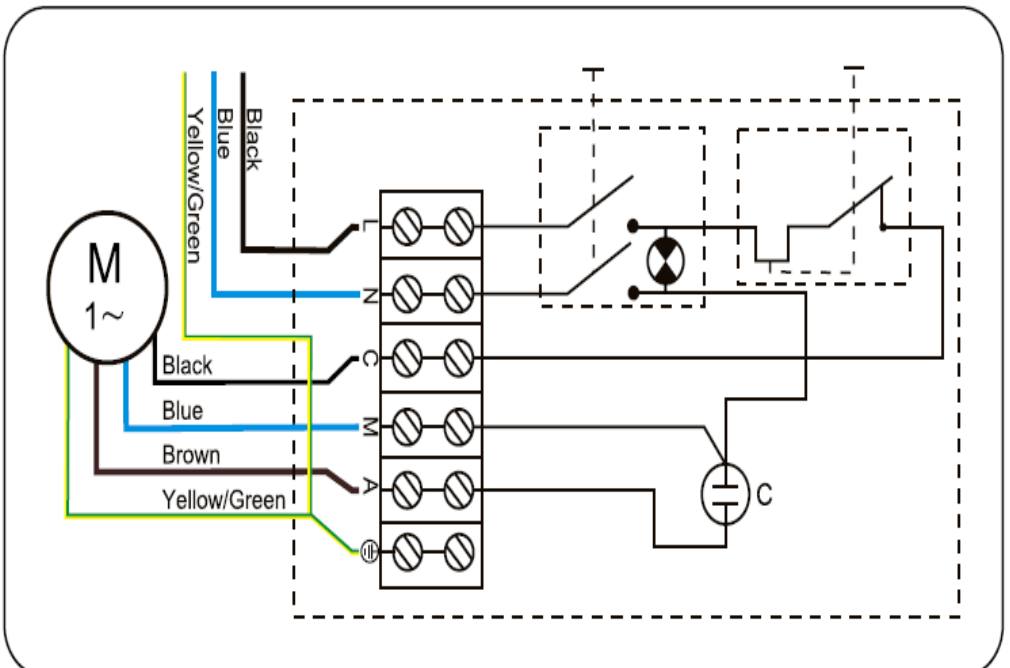 Yellow/Green
Blue
Black
M
1~
L
N
C
M
A
Black
Blue
Brown
Yellow/Green
C